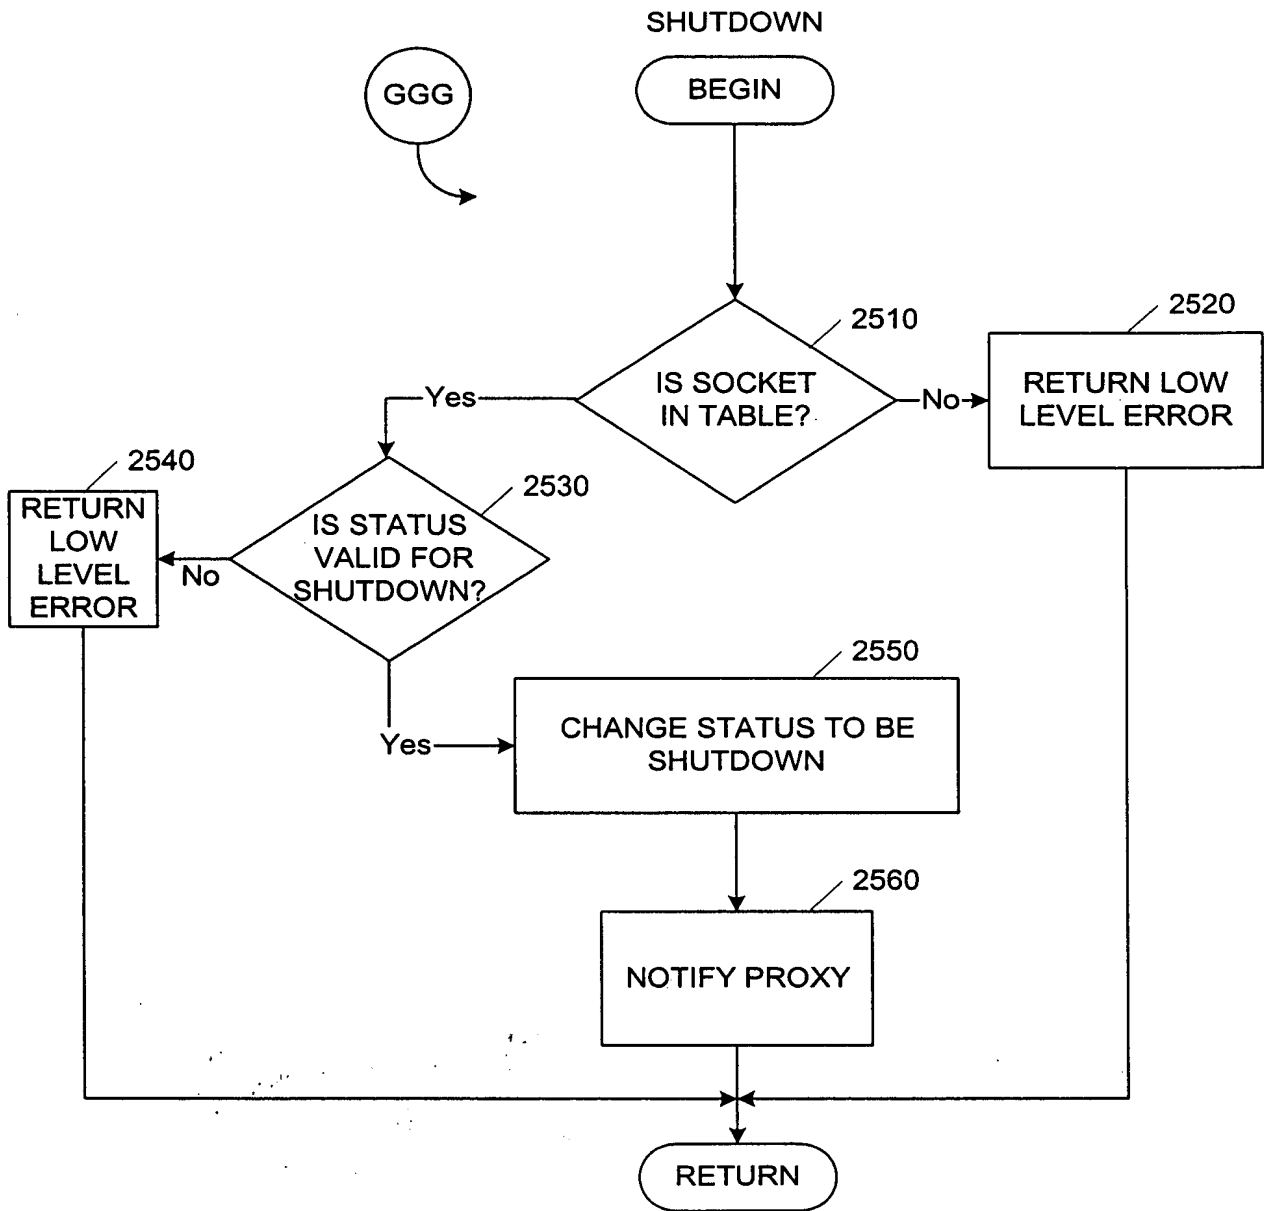 SHUTDOWN
GGG
BEGIN
2510
IS SOCKET
IN TABLE?
Yes
No
2520
RETURN LOW
LEVEL ERROR
2530
IS STATUS
VALID FOR
SHUTDOWN?
No
2540
RETURN
LOW
LEVEL
ERROR
Yes
2550
CHANGE STATUS TO BE
SHUTDOWN
2560
NOTIFY PROXY
RETURN